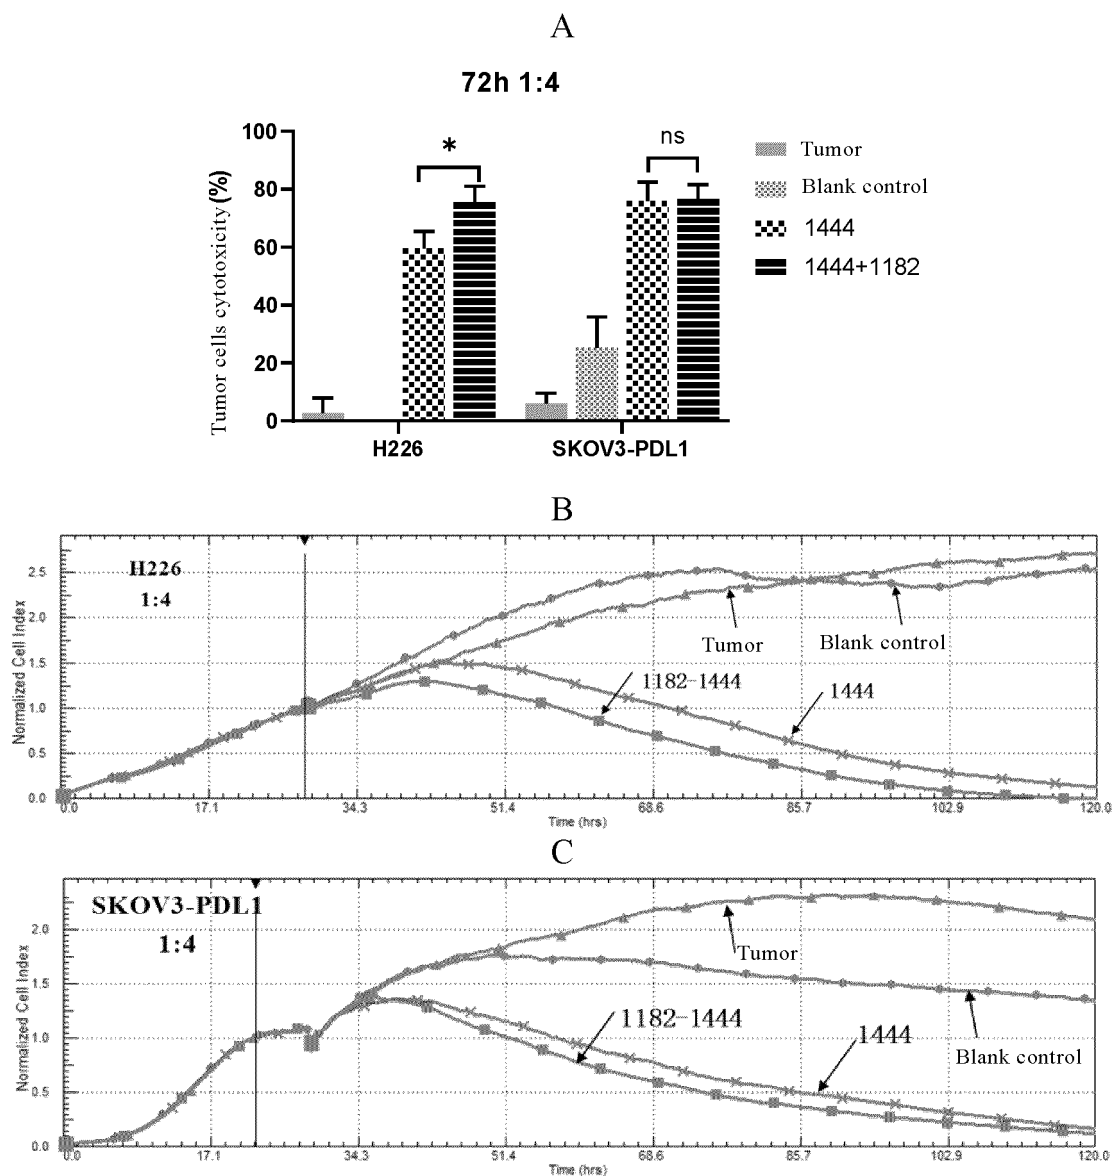 A
72h 1:4
Tumor cells cytotoxicity (%)
100
80
60
40
20
0
*
ns
H226
SKOV3-PDL1
Tumor
Blank control
1444
1444+1182
B
H226
1:4
Normalized Cell Index
2.5
2.0
1.5
1.0
0.5
0.0
Tumor
Blank control
1182-1444
1444
0.0 17.1 34.3 51.4 68.6 85.7 102.9 120.0
Time (hrs)
C
SKOV3-PDL1
1:4
Normalized Cell Index
2.0
1.5
1.0
0.5
0.0
Tumor
1182-1444
1444
Blank control
0.0 17.1 34.3 51.4 68.6 85.7 102.9 120.0
Time (hrs)